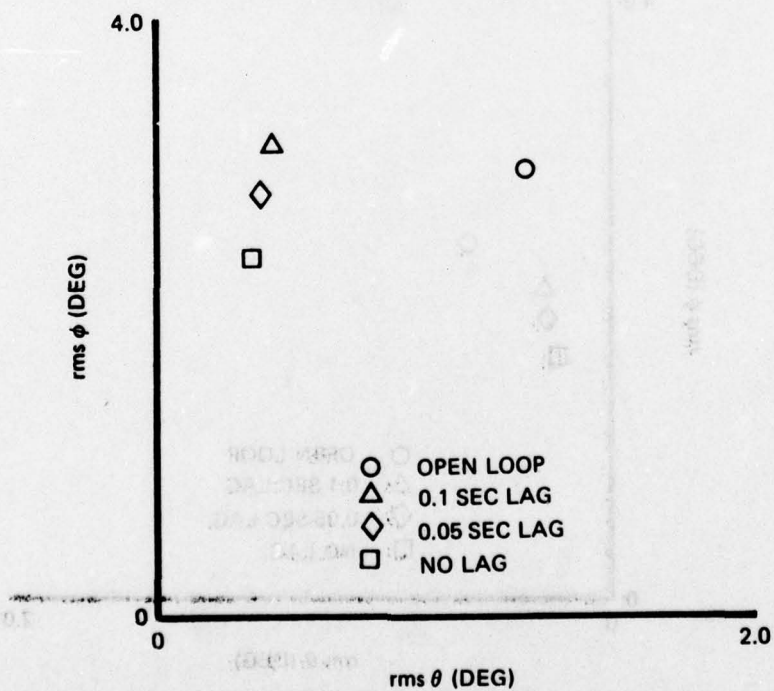 4.0
rms ϕ (DEG)
OPEN LOOP
0.1 SEC LAG
0.05 SEC LAG
NO LAG
0
0
2.0
rms θ (DEG)